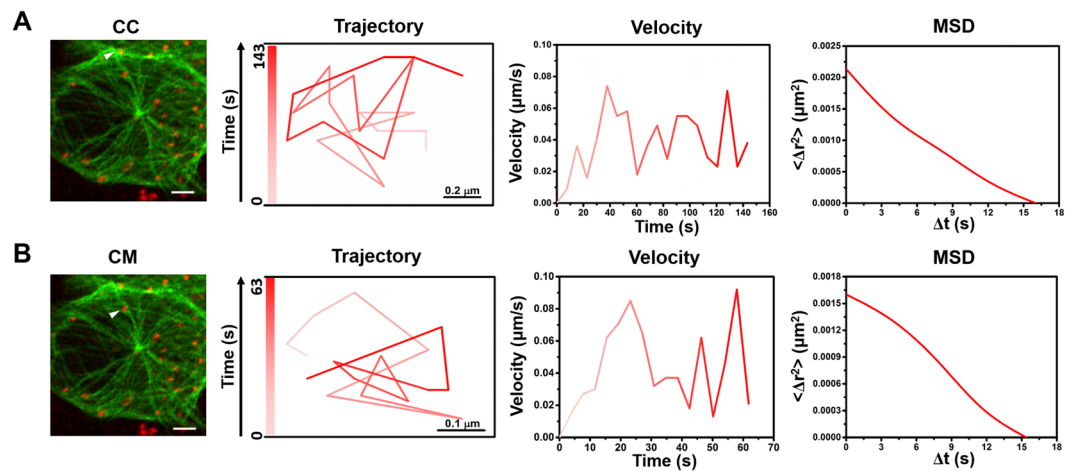 A
CC
Trajectory
Velocity
MSD
Time (s)
143
0
0.2 µm
Velocity (µm/s)
0.10
0.08
0.06
0.04
0.02
0.00
0 20 40 60 80 100 120 140 160
Time (s)
<Δr²> (µm²)
0.0025
0.0020
0.0015
0.0010
0.0005
0.0000
0 3 6 9 12 15 18
Δt (s)
B
CM
Trajectory
Velocity
MSD
Time (s)
63
0
0.1 µm
Velocity (µm/s)
0.10
0.08
0.06
0.04
0.02
0.00
0 10 20 30 40 50 60 70
Time (s)
<Δr²> (µm²)
0.0018
0.0015
0.0012
0.0009
0.0006
0.0003
0.0000
0 3 6 9 12 15 18
Δt (s)